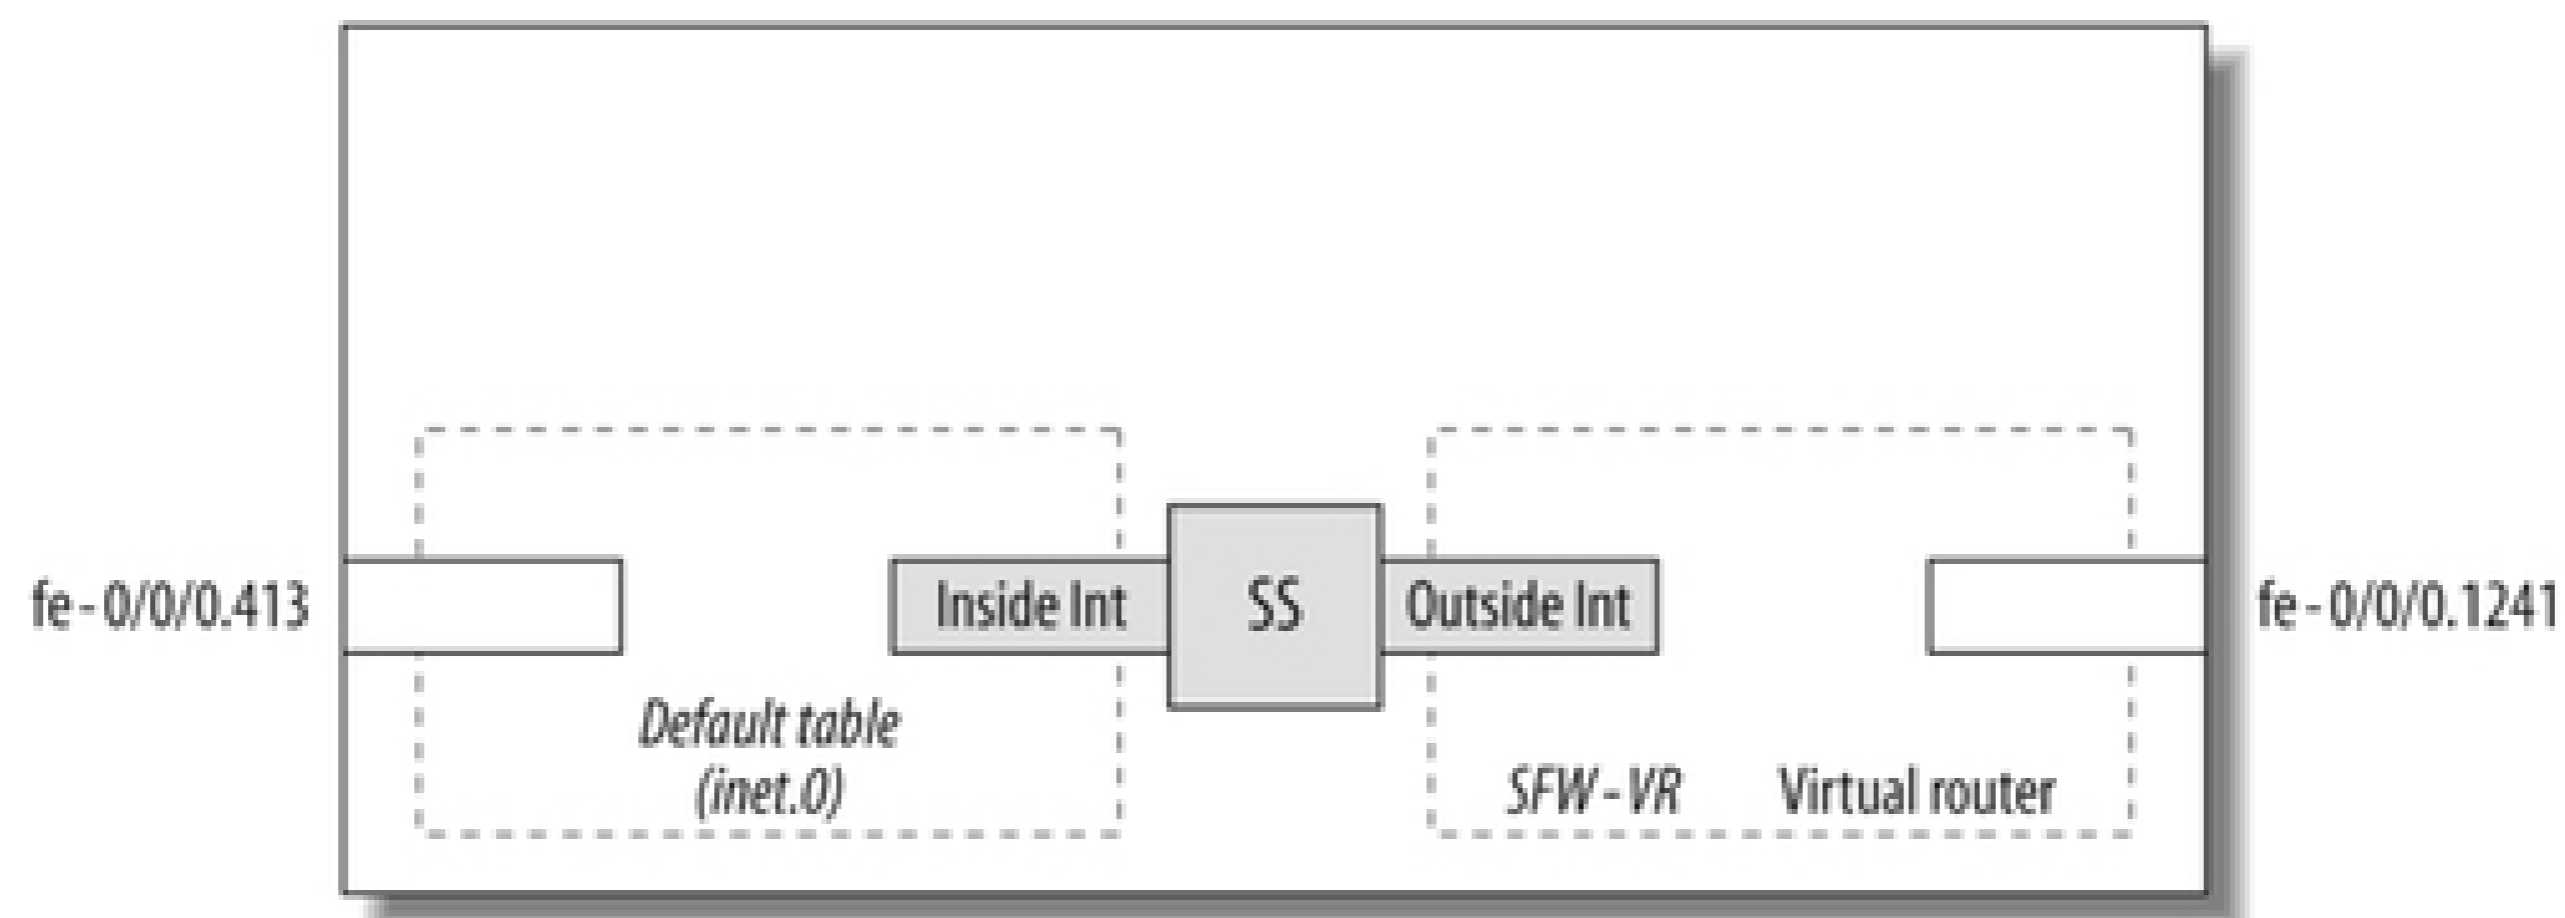 fe-0/0/0.413
Inside Int
SS
Outside Int
fe-0/0/0.1241
Default table
(inet.0)
SFW-VR
Virtual router